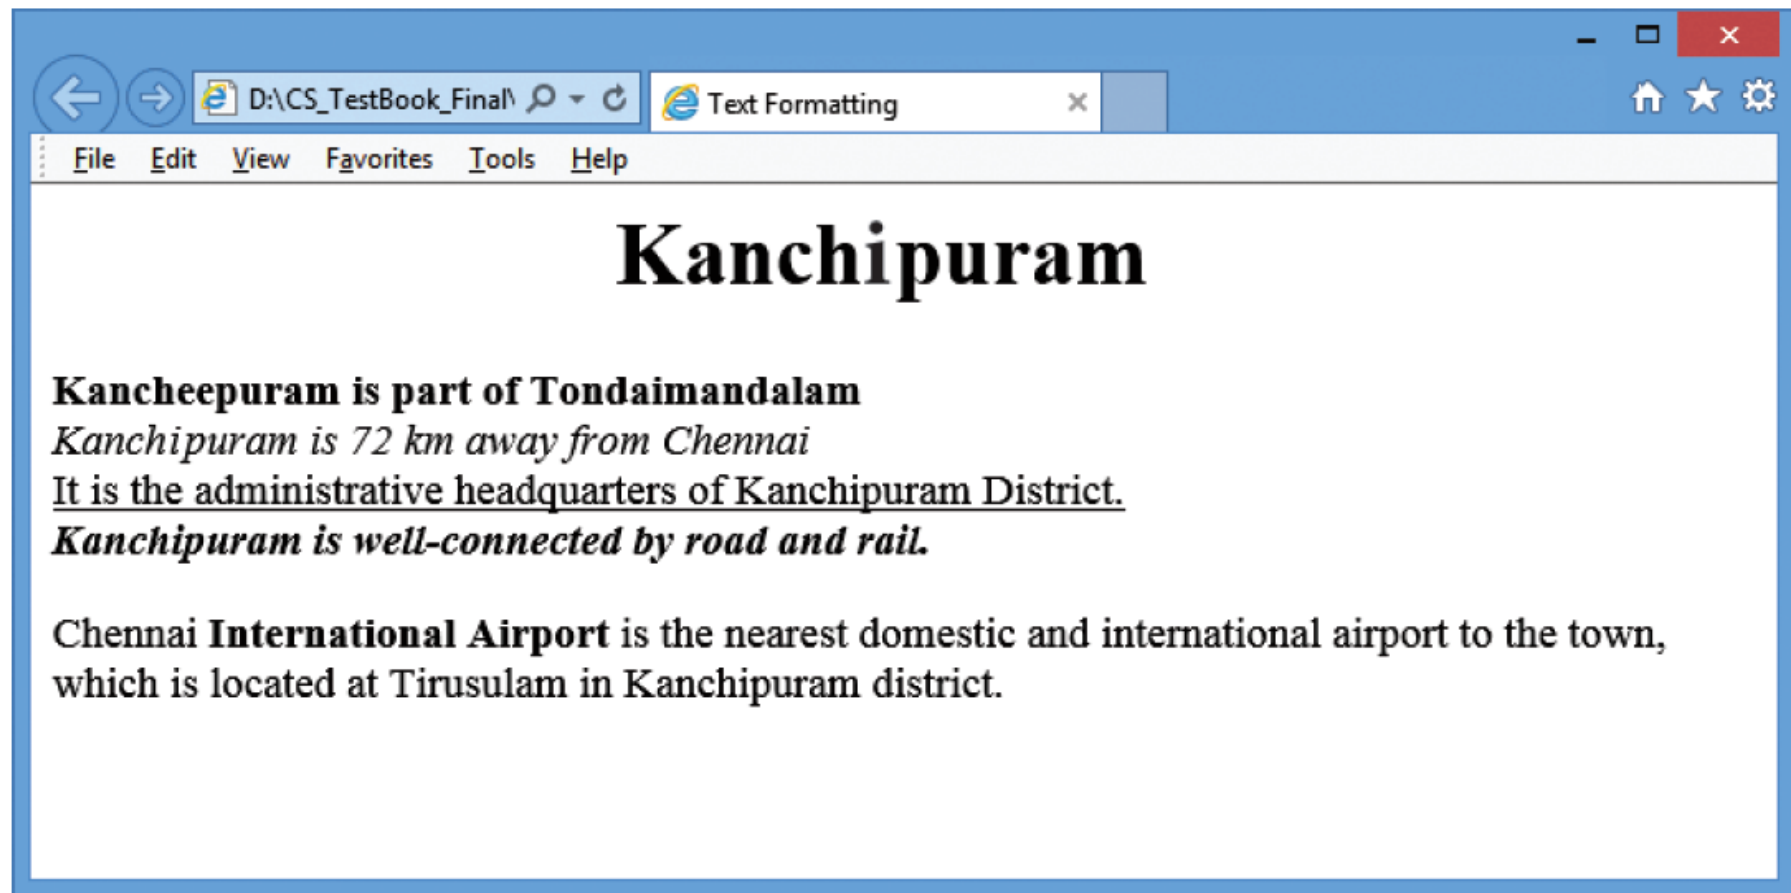 D:\CS_TestBook_Final\
Text Formatting
File Edit View Favorites Tools Help
Kanchipuram
Kancheepuram is part of Tondaimandalam
Kanchipuram is 72 km away from Chennai
It is the administrative headquarters of Kanchipuram District.
Kanchipuram is well-connected by road and rail.
Chennai International Airport is the nearest domestic and international airport to the town,
which is located at Tirusulam in Kanchipuram district.